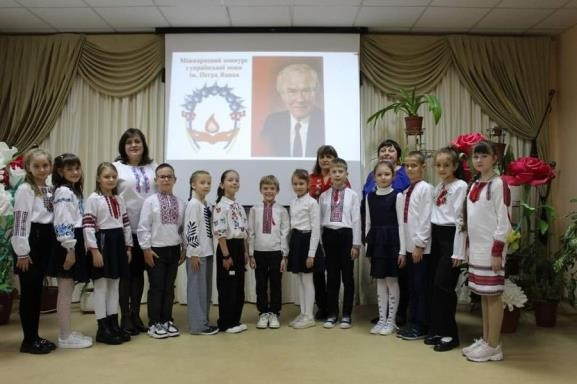 Міжнародний конкурс
з української мови
ім. Петра Яцика